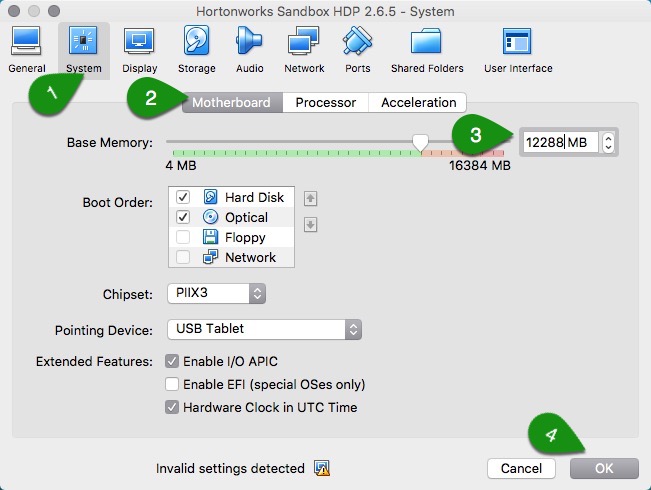 Hortonworks Sandbox HDP 2.6.5 - System
General System Display Storage Audio Network Ports Shared Folders User Interface
1
2 Motherboard Processor Acceleration
Base Memory: 3 12288 MB
4 MB 16384 MB
Boot Order: Hard Disk
Optical
Floppy
Network
Chipset: PIIX3
Pointing Device: USB Tablet
Extended Features: Enable I/O APIC
Enable EFI (special OSes only)
Hardware Clock in UTC Time
4
Invalid settings detected Cancel OK